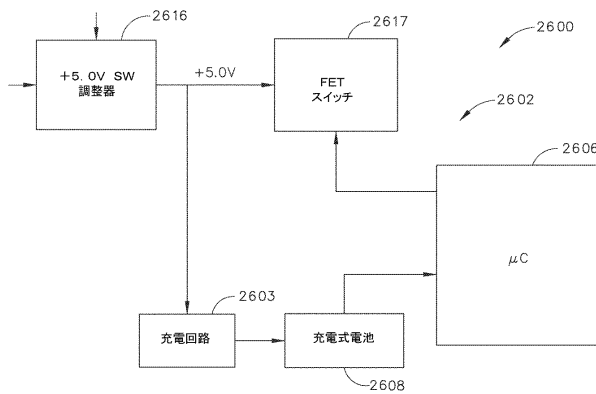 2616
2617
2600
+5.0V SW
調整器
+5.0V
FET
スイッチ
2602
2606
μC
2603
充電回路
充電式電池
2608